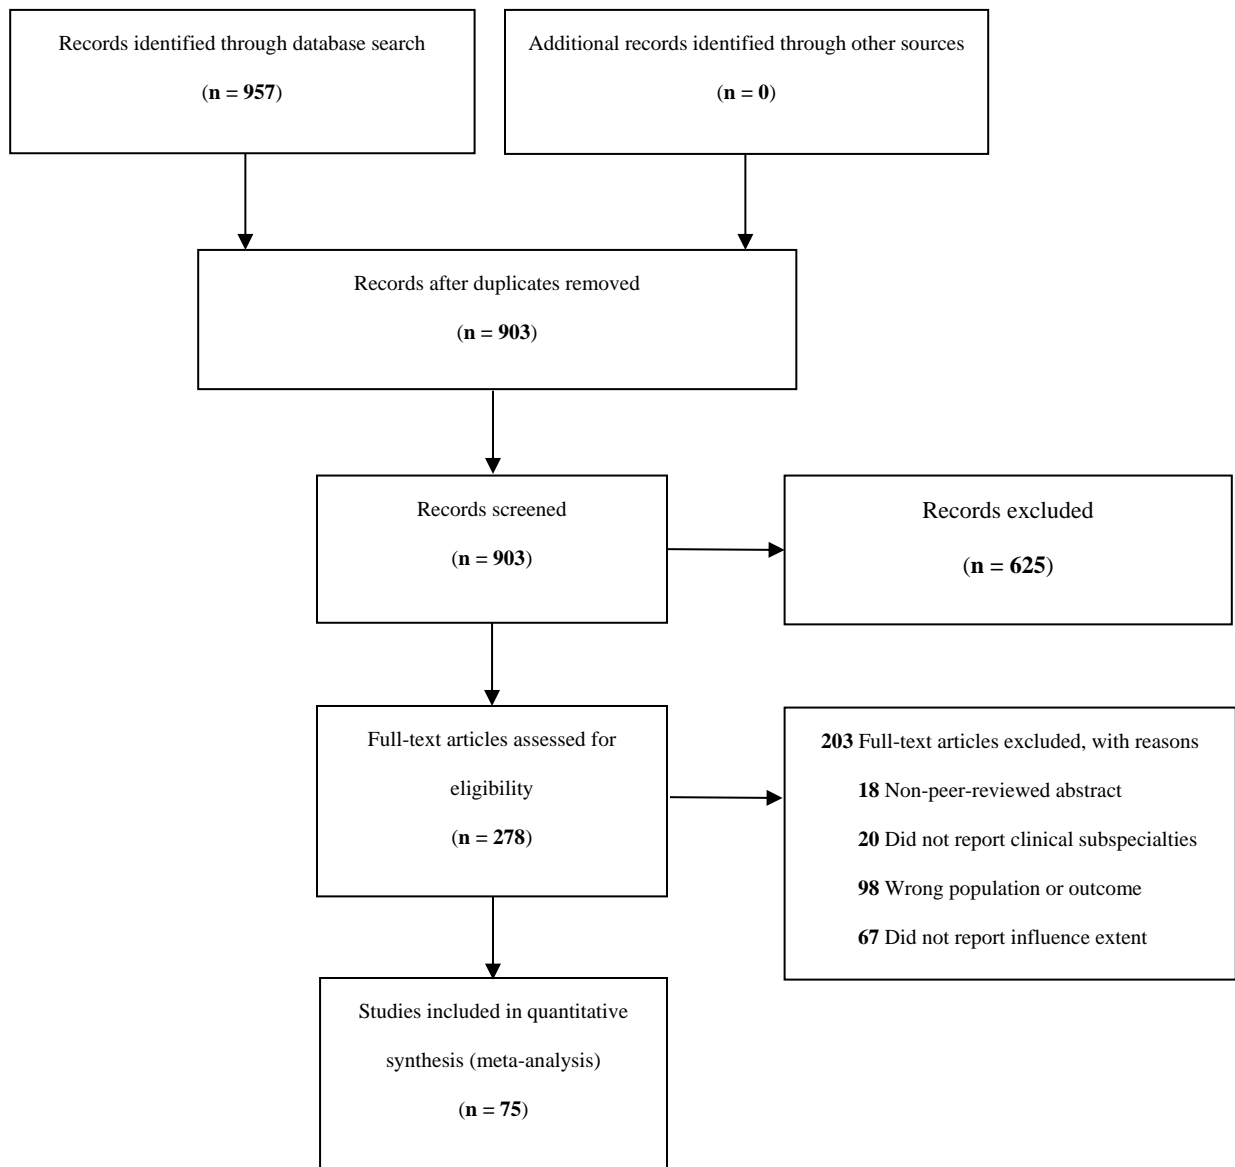 Records identified through database search
(n = 957)
Additional records identified through other sources
(n = 0)
Records after duplicates removed
(n = 903)
Records screened
(n = 903)
Records excluded
(n = 625)
Full-text articles assessed for
eligibility
(n = 278)
203 Full-text articles excluded, with reasons
18 Non-peer-reviewed abstract
20 Did not report clinical subspecialties
98 Wrong population or outcome
67 Did not report influence extent
Studies included in quantitative
synthesis (meta-analysis)
(n = 75)